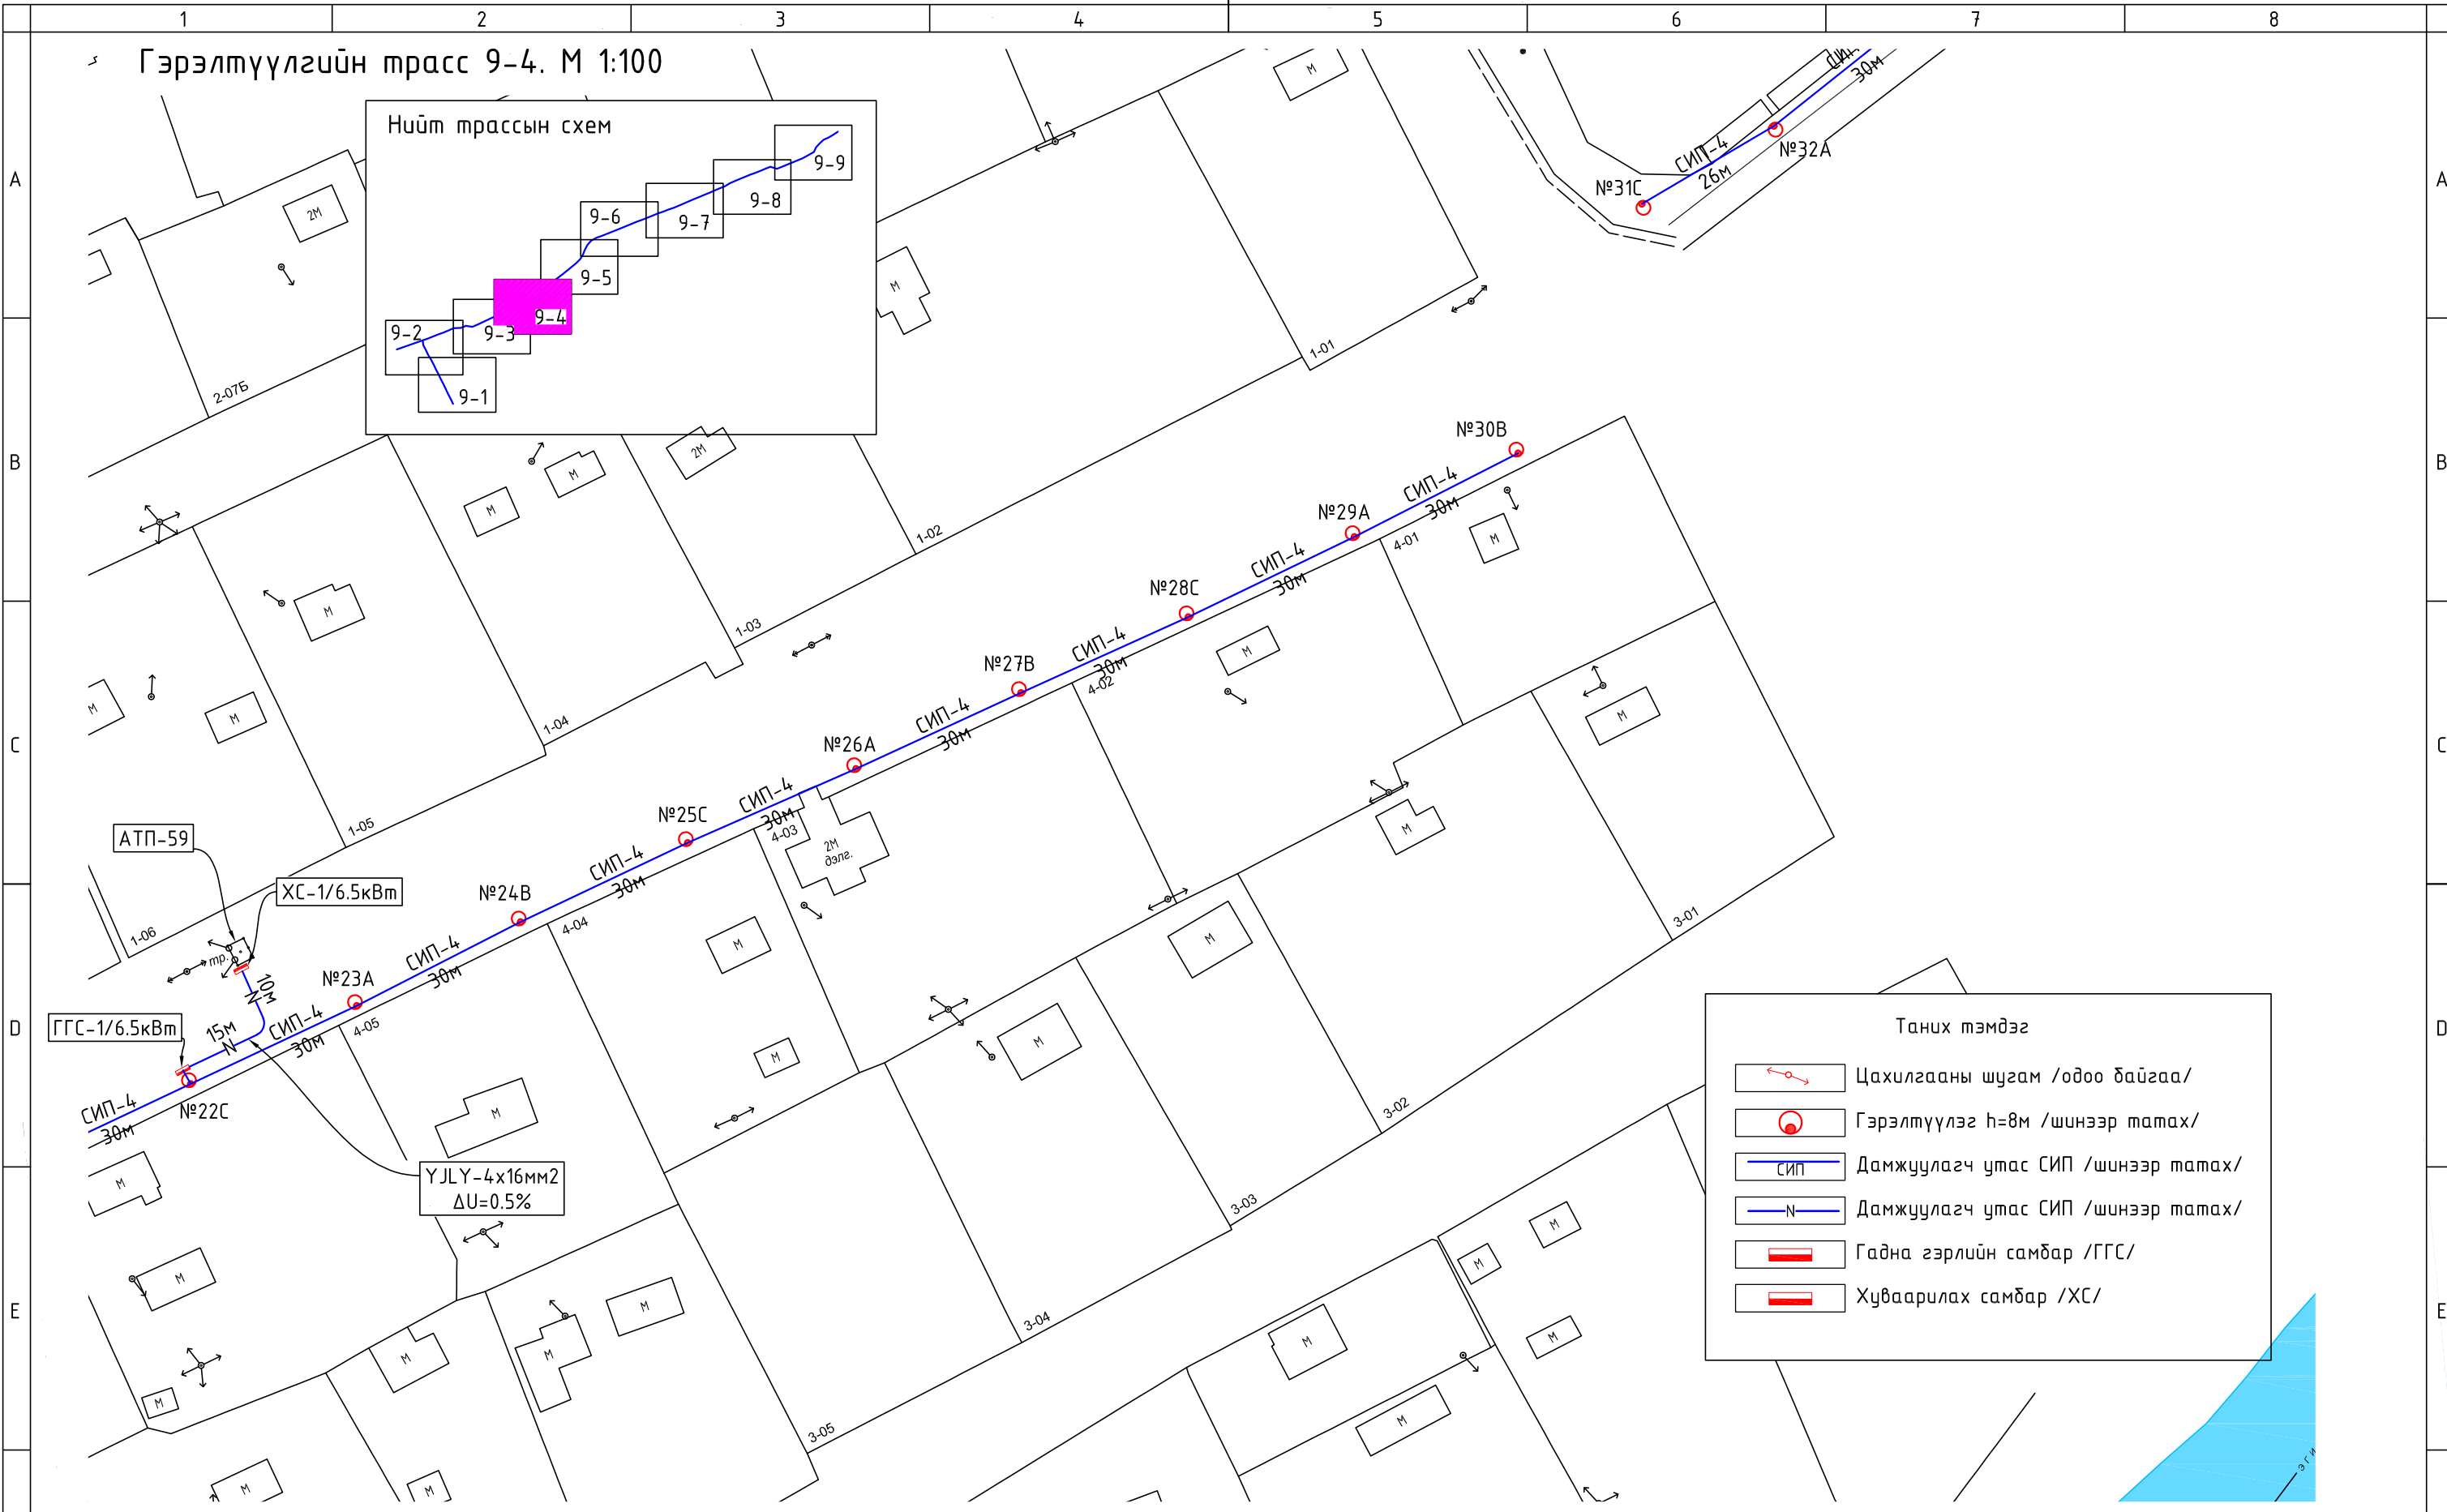 1 2 3 4 5 6 7 8
Гэрэлтүүлгийн трасс 9-4. М 1:100
Нийт трассын схем
9-9
9-8
9-7
9-6
9-5
9-4
9-3
9-2
9-1
A
A
B
B
C
C
D
D
E
E
30м
№32А
СИП-4
26м
№31С
М
2М
М
2-07Б
1-01
№30В
СИП-4
30м
№29А
4-01
М
СИП-4
30м
№28С
М
СИП-4
30м
№27В
4-02
СИП-4
30м
№26А
СИП-4
30м
4-03
№25С
2М
дэлг.
СИП-4
30м
№24В
4-04
СИП-4
30м
№23А
4-05
СИП-4
30м
№22С
СИП-4
30м
2М
М
М
М
М
М
1-02
1-03
1-04
1-05
1-06
АТП-59
ХС-1/6.5кВт
тр.
10м
N
15м
N
ГГС-1/6.5кВт
YJLY-4x16мм2
ΔU=0.5%
М
М
М
М
М
М
М
3-01
3-02
3-03
3-04
3-05
М
М
М
М
М
М
М
М
М
М
М
М
М
М
Таних тэмдэг
Цахилгааны шугам /одоо байгаа/
Гэрэлтүүлэг h=8м /шинээр татах/
СИП Дамжуулагч утас СИП /шинээр татах/
N Дамжуулагч утас СИП /шинээр татах/
Гадна гэрлийн самбар /ГГС/
Хуваарилах самбар /ХС/